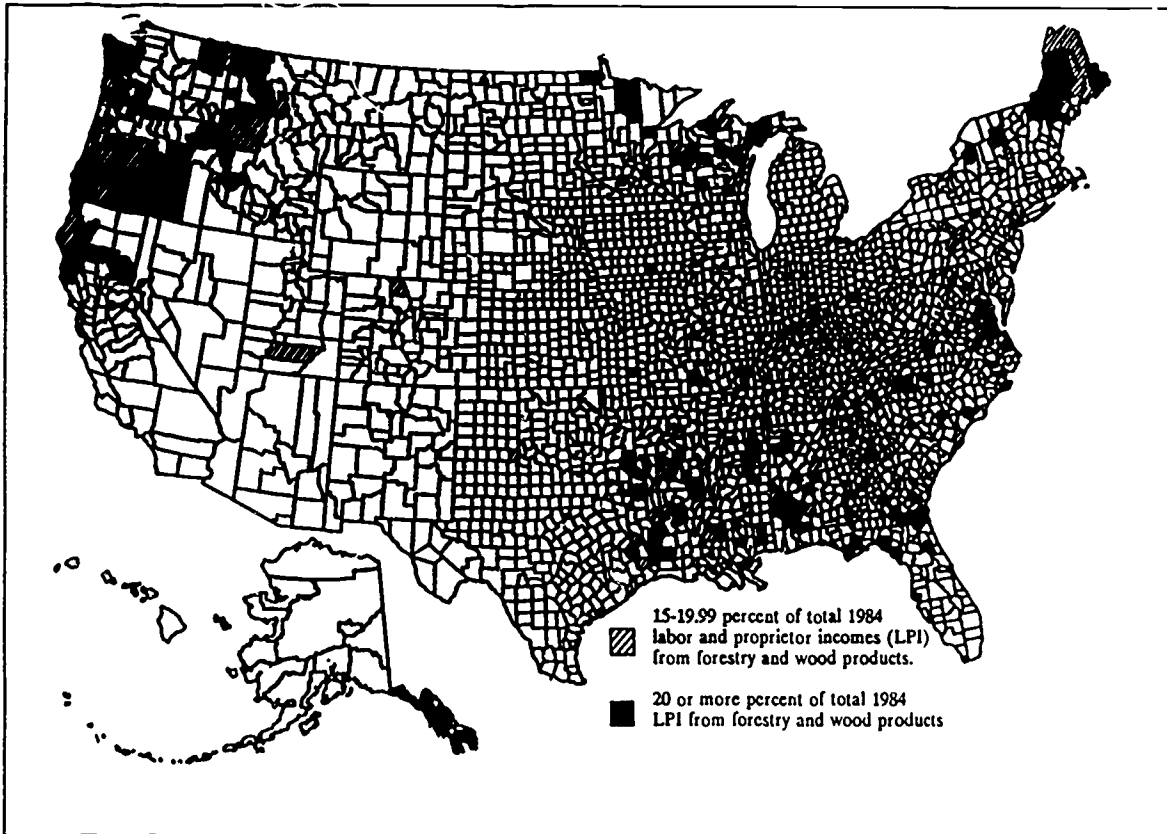 15-19.99 percent of total 1984
labor and proprietor incomes (LPI)
from forestry and wood products.
20 or more percent of total 1984
LPI from forestry and wood products